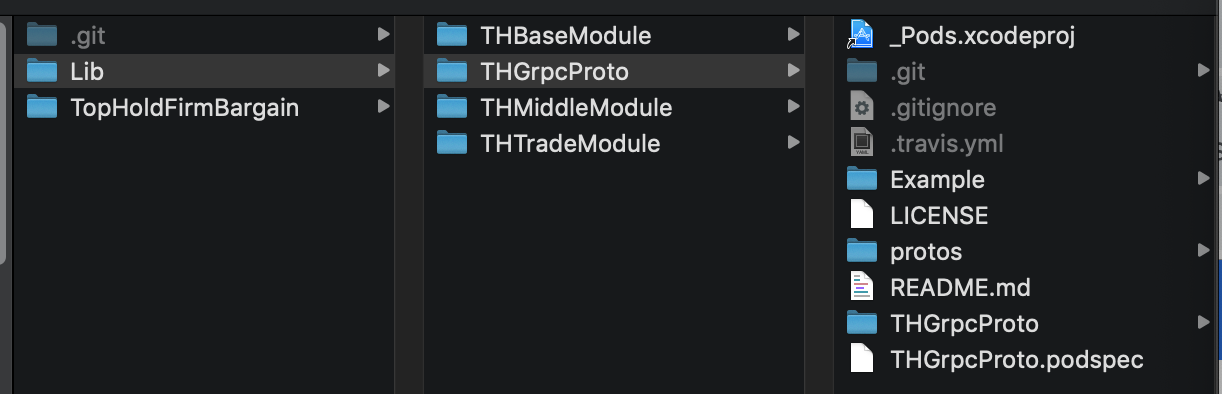 .git
Lib
TopHoldFirmBargain
THBaseModule
THGrpcProto
THMiddleModule
THTradeModule
_Pods.xcodeproj
.git
.gitignore
.travis.yml
Example
LICENSE
protos
README.md
THGrpcProto
THGrpcProto.podspec